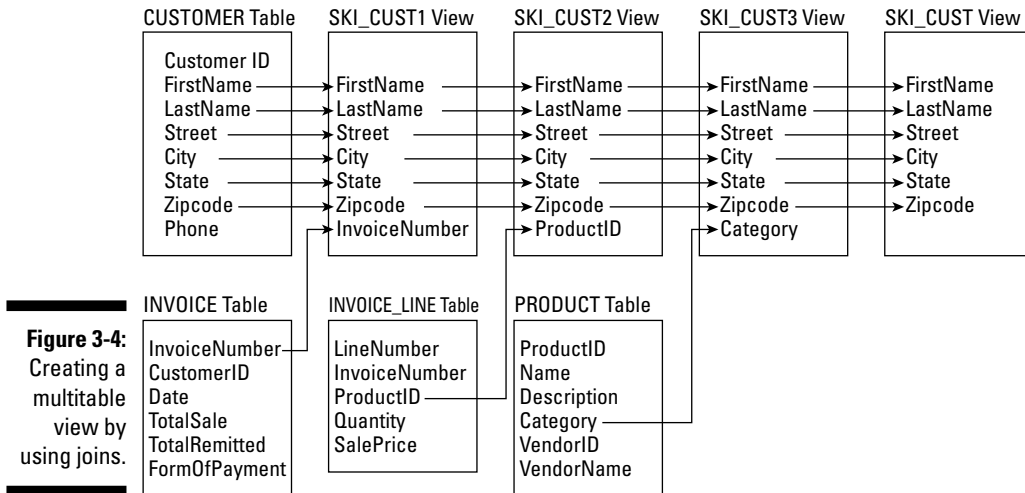 CUSTOMER Table
Customer ID
FirstName
LastName
Street
City
State
Zipcode
Phone
SKI_CUST1 View
FirstName
LastName
Street
City
State
Zipcode
InvoiceNumber
SKI_CUST2 View
FirstName
LastName
Street
City
State
Zipcode
ProductID
SKI_CUST3 View
FirstName
LastName
Street
City
State
Zipcode
Category
SKI_CUST View
FirstName
LastName
Street
City
State
Zipcode
Figure 3-4:
Creating a
multitable
view by
using joins.
INVOICE Table
InvoiceNumber
CustomerID
Date
TotalSale
TotalRemitted
FormOfPayment
INVOICE_LINE Table
LineNumber
InvoiceNumber
ProductID
Quantity
SalePrice
PRODUCT Table
ProductID
Name
Description
Category
VendorID
VendorName